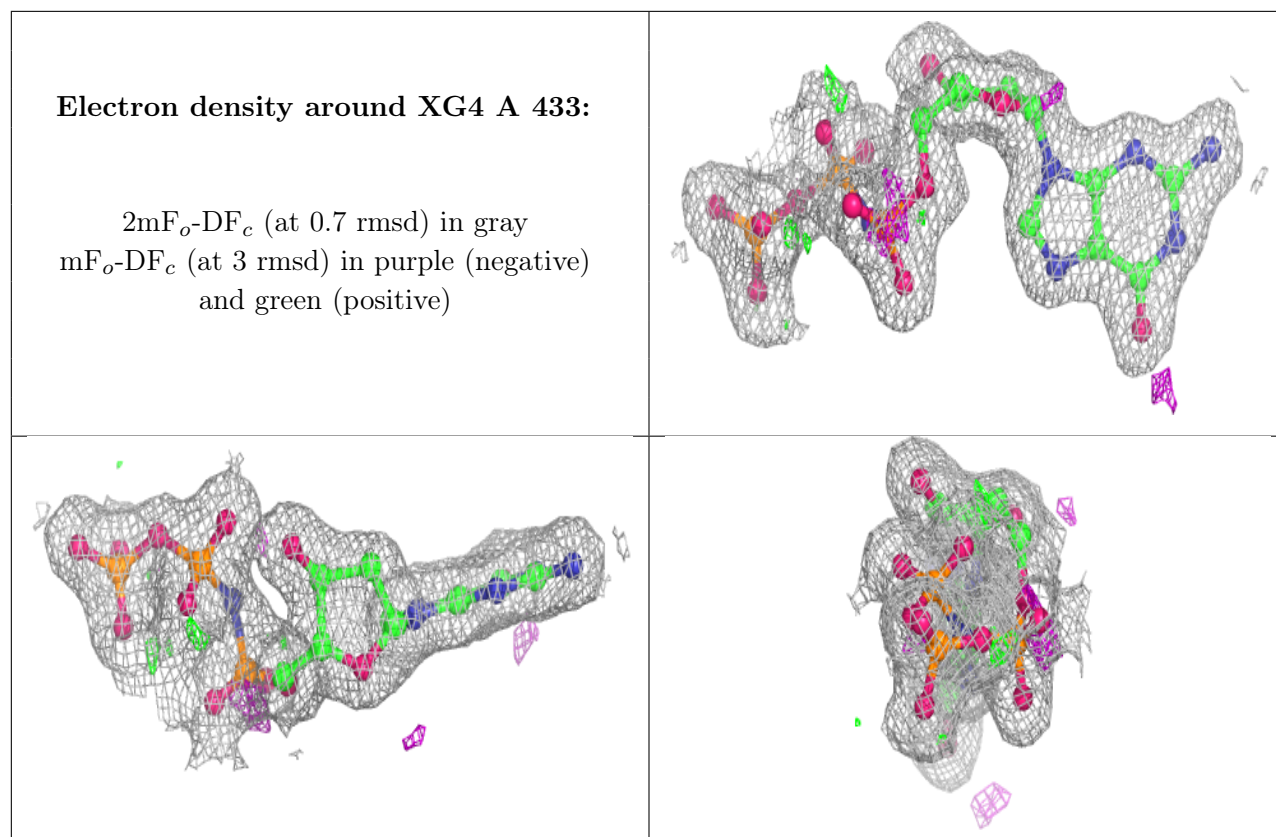 Electron density around XG4 A 433:
2mFo-DFc (at 0.7 rmsd) in gray
mFo-DFc (at 3 rmsd) in purple (negative)
and green (positive)